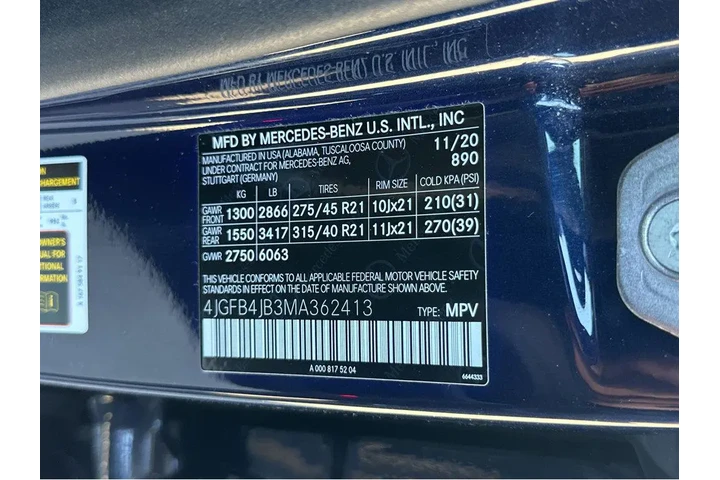 MFD BY MERCEDES-BENZ U.S. INTL., INC
MANUFACTURED IN USA (ALABAMA, TUSCALOOSA COUNTY) 11/20
UNDER CONTRACT FOR MERCEDES-BENZ AG, 890
STUTTGART (GERMANY)
KG LB TIRES RIM SIZE COLD KPA (PSI)
GAWR FRONT 1300 2866 275/45 R21 10Jx21 210(31)
GAWR REAR 1550 3417 315/40 R21 11Jx21 270(39)
GVWR 2750 6063
THIS VEHICLE CONFORMS TO ALL APPLICABLE FEDERAL MOTOR VEHICLE SAFETY
STANDARDS IN EFFECT ON THE DATE OF MANUFACTURE SHOWN ABOVE.
4JGFB4JB3MA362413 TYPE: MPV
A 000 817 52 04
6644333